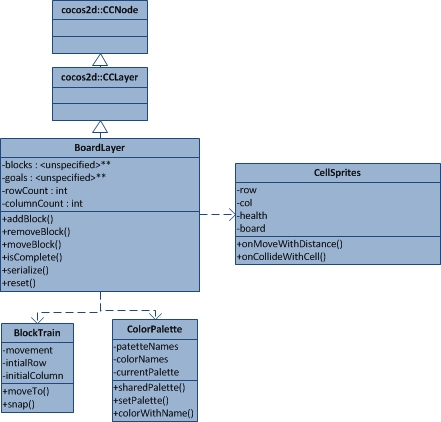 cocos2d::CCNode
cocos2d::CCLayer
BoardLayer
-blocks : <unspecified>**
-goals : <unspecified>**
-rowCount : int
-columnCount : int
+addBlock()
+removeBlock()
+moveBlock()
+isComplete()
+serialize()
+reset()
CellSprites
-row
-col
-health
-board
+onMoveWithDistance()
+onCollideWithCell()
BlockTrain
-movement
-intialRow
-initialColumn
+moveTo()
+snap()
ColorPalette
-patetteNames
-colorNames
-currentPalette
+sharedPalette()
+setPalette()
+colorWithName()